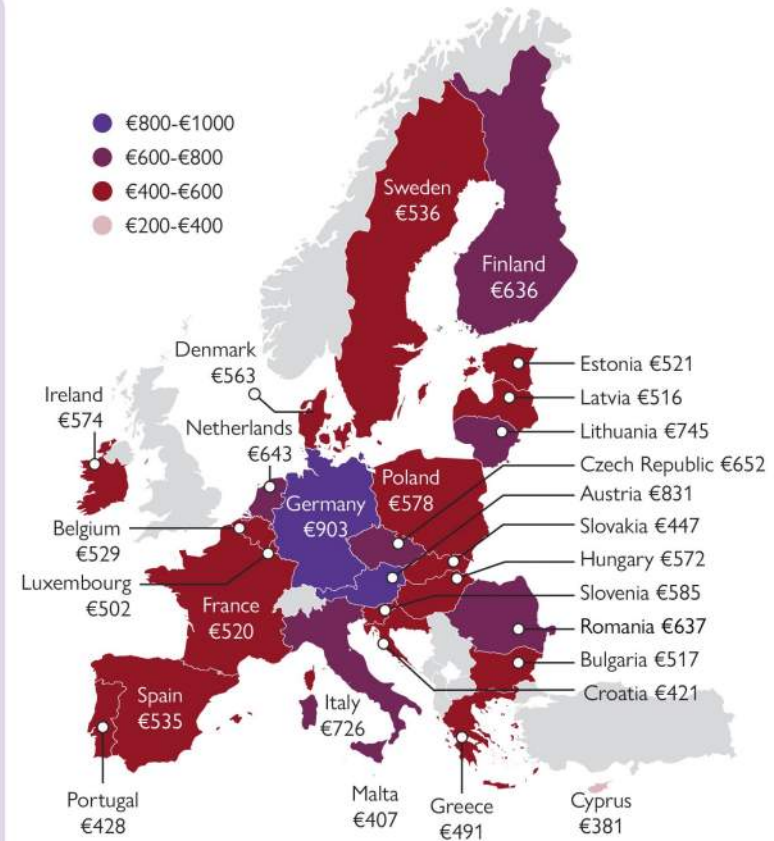 €800-€1000
€600-€800
€400-€600
€200-€400
Sweden
€536
Finland
€636
Denmark
€563
Ireland
€574
Netherlands
€643
Estonia €521
Latvia €516
Lithuania €745
Czech Republic €652
Austria €831
Slovakia €447
Hungary €572
Slovenia €585
Romania €637
Bulgaria €517
Croatia €421
Poland
€578
Germany
€903
Belgium
€529
Luxembourg
€502
France
€520
Spain
€535
Italy
€726
Portugal
€428
Malta
€407
Greece
€491
Cyprus
€381